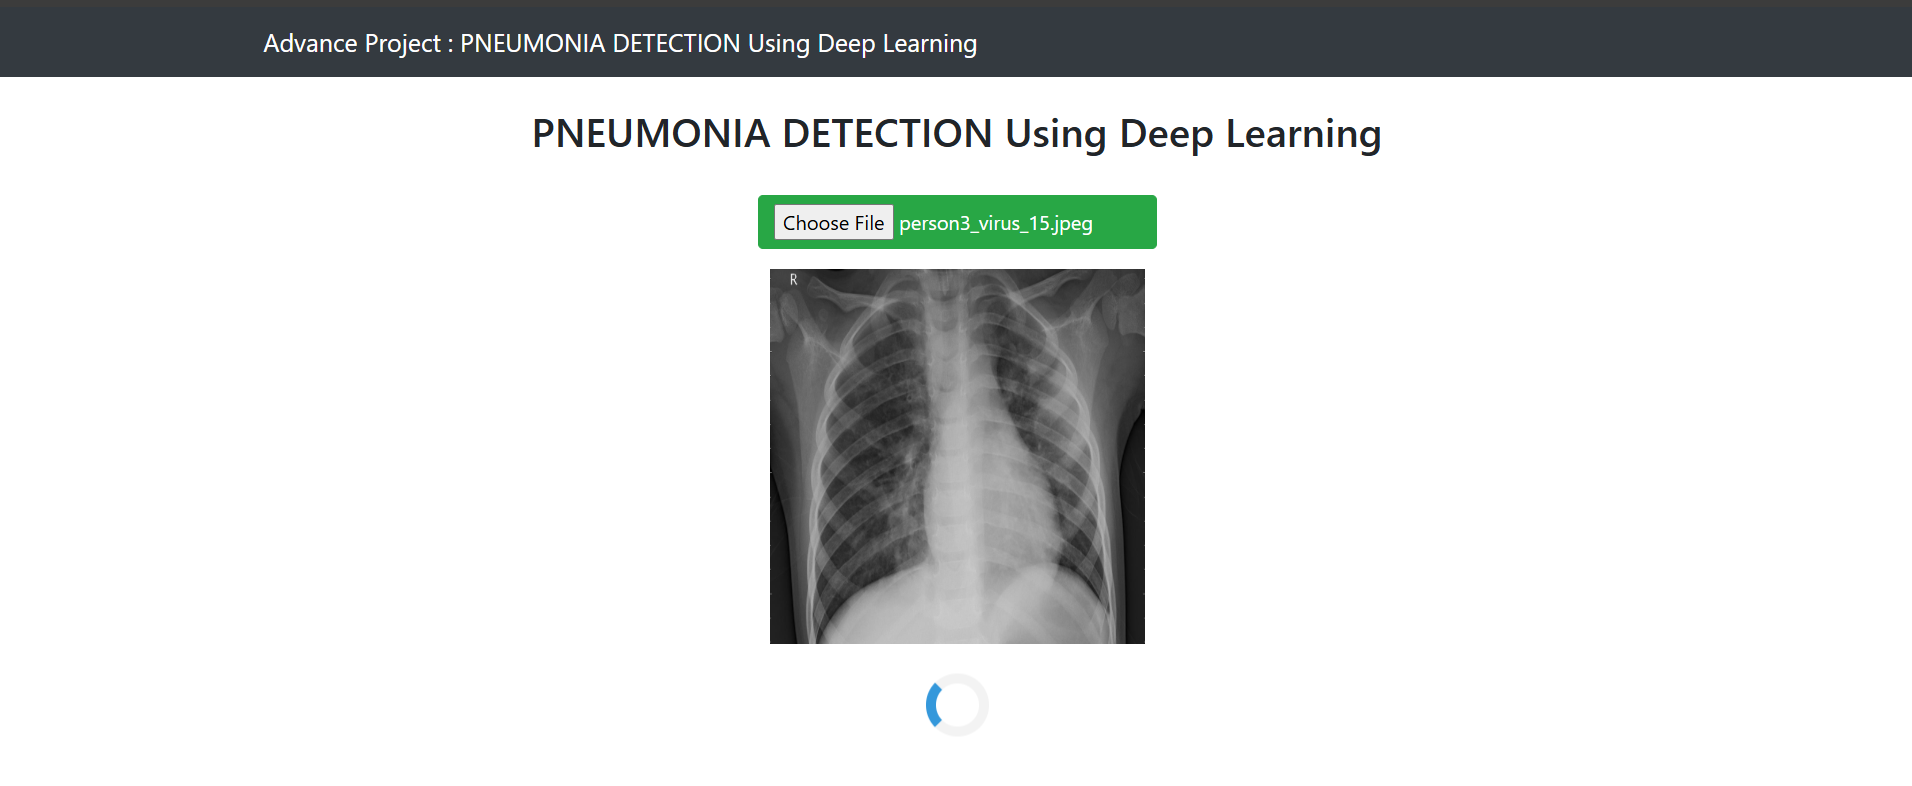 Advance Project : PNEUMONIA DETECTION Using Deep Learning
PNEUMONIA DETECTION Using Deep Learning
Choose File person3_virus_15.jpeg
R